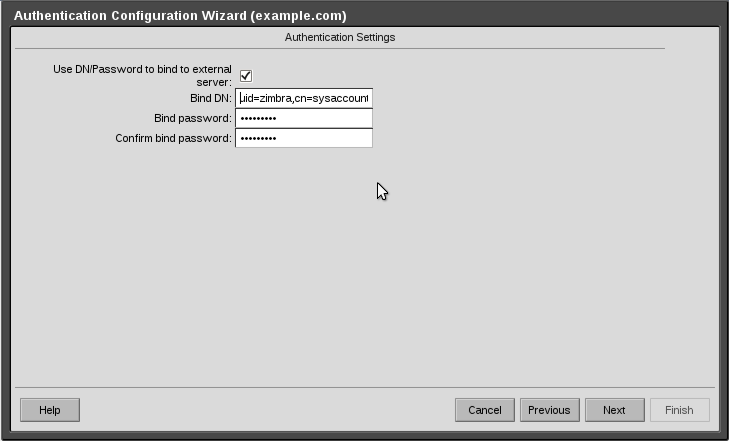 Authentication Configuration Wizard (example.com)
Authentication Settings
Use DN/Password to bind to external
server:
Bind DN: uid=zimbra,cn=sysaccount
Bind password: •••••••••
Confirm bind password: •••••••••
Help Cancel Previous Next Finish